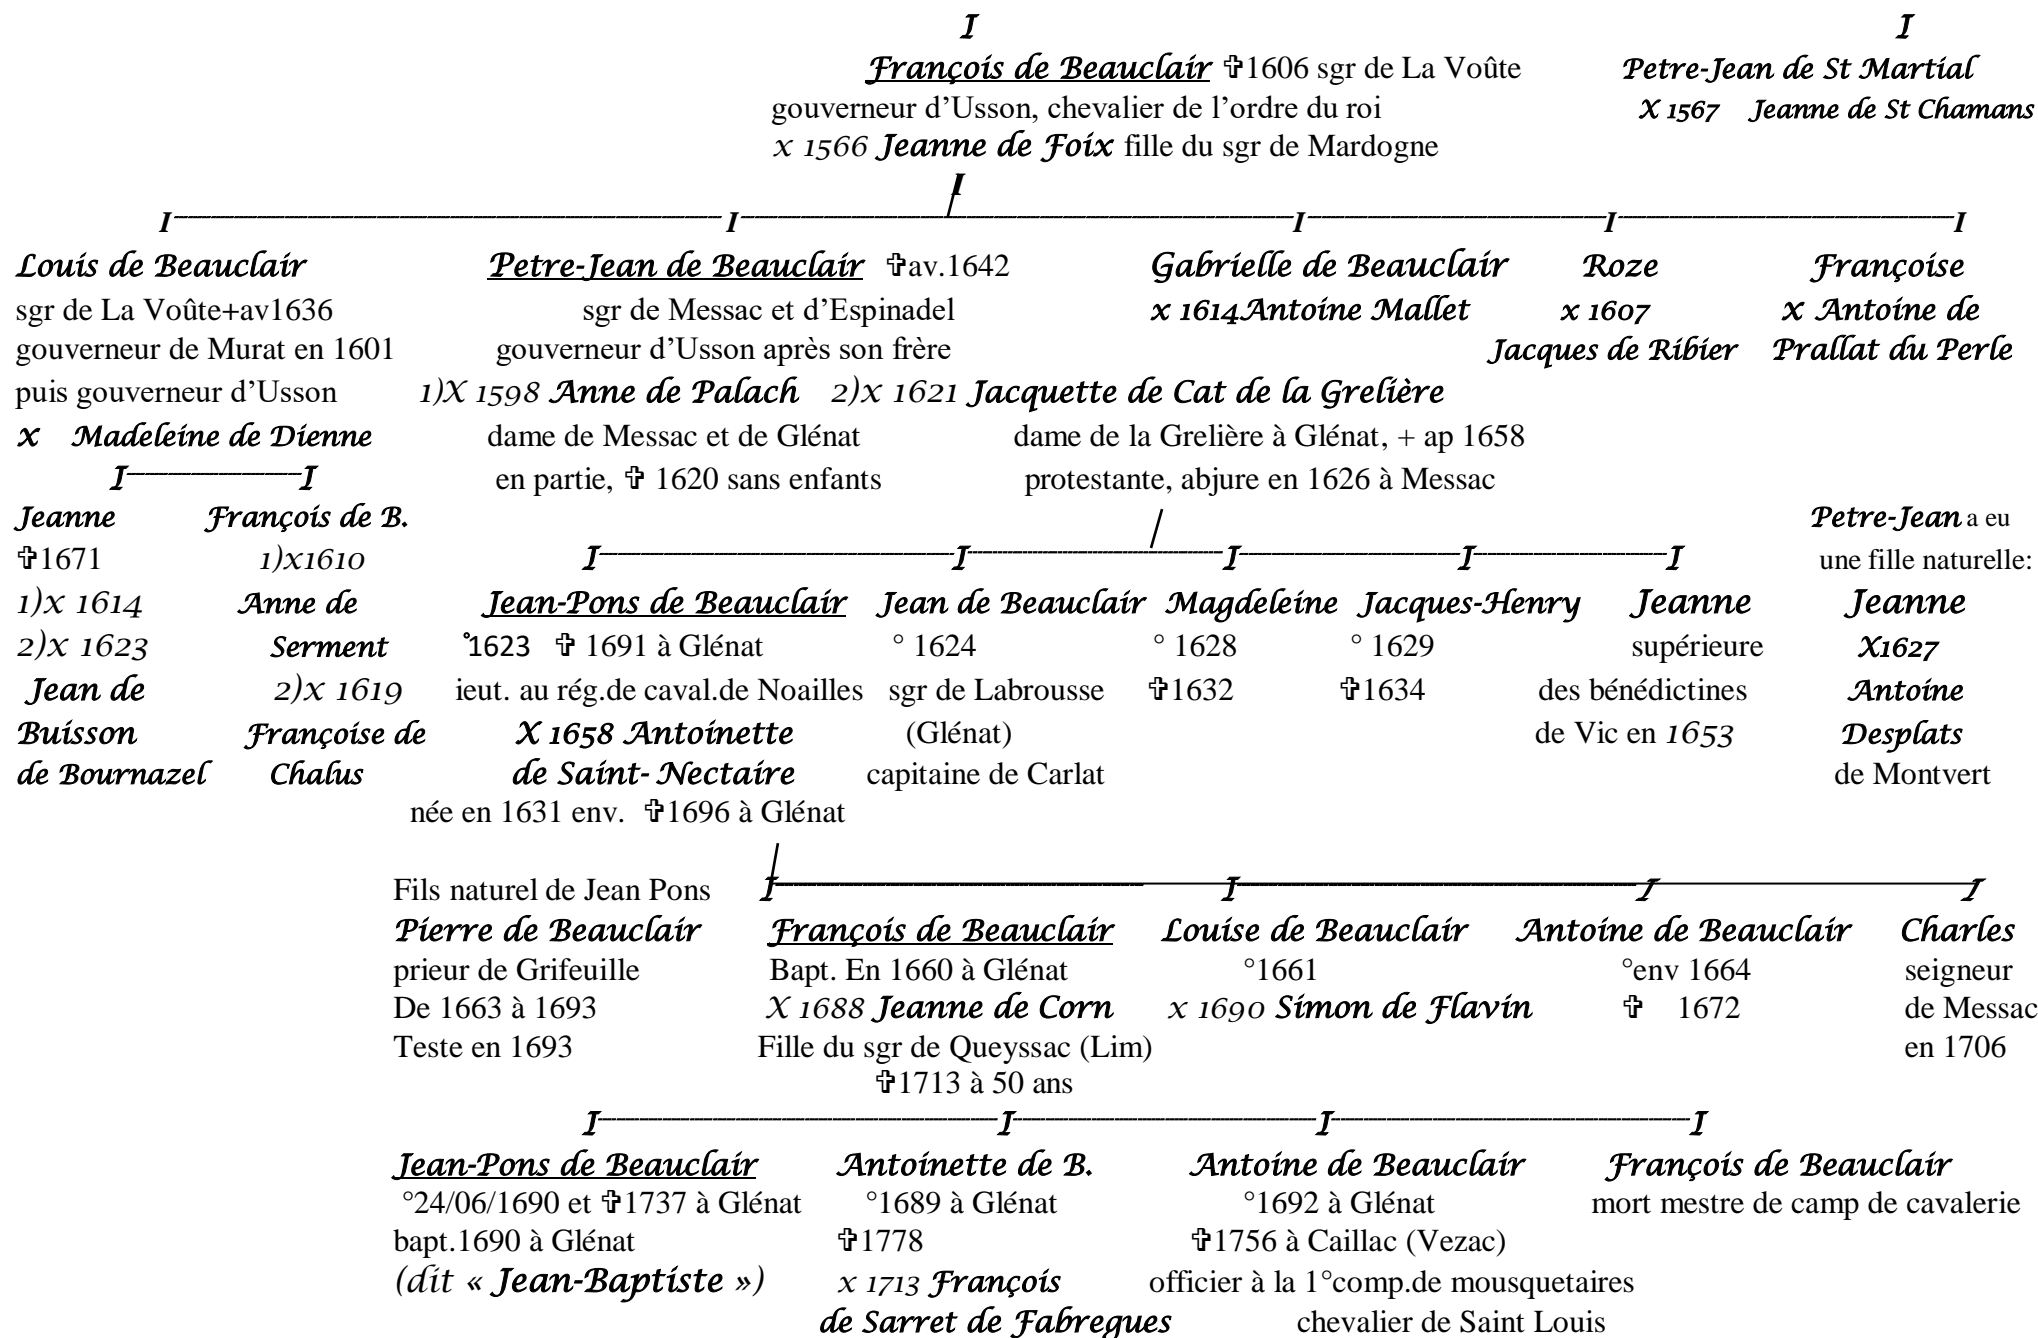 I I
François de Beauclair ✞1606 sgr de La Voûte Petre-Jean de St Martial
gouverneur d’Usson, chevalier de l’ordre du roi X 1567 Jeanne de St Chamans
x 1566 Jeanne de Foix fille du sgr de Mardogne
I
I I I I I
Louis de Beauclair Petre-Jean de Beauclair ✞av.1642 Gabrielle de Beauclair Roze Françoise
sgr de La Voûte+av1636 sgr de Messac et d’Espinadel x 1614Antoine Mallet x 1607 x Antoine de
gouverneur de Murat en 1601 gouverneur d’Usson après son frère Jacques de Ribier Prallat du Perle
puis gouverneur d’Usson 1)X 1598 Anne de Palach 2)x 1621 Jacquette de Cat de la Grelière
x Madeleine de Dienne dame de Messac et de Glénat dame de la Grelière à Glénat, + ap 1658
I I en partie, ✞ 1620 sans enfants protestante, abjure en 1626 à Messac
Jeanne François de B. Petre-Jean a eu
✞1671 1)x1610 I I I I I une fille naturelle:
1)x 1614 Anne de Jean-Pons de Beauclair Jean de Beauclair Magdeleine Jacques-Henry Jeanne Jeanne
2)x 1623 Serment °1623 ✞ 1691 à Glénat ° 1624 ° 1628 ° 1629 supérieure X1627
Jean de 2)x 1619 ieut. au rég.de caval.de Noailles sgr de Labrousse ✞1632 ✞1634 des bénédictines Antoine
Buisson Françoise de X 1658 Antoinette (Glénat) de Vic en 1653 Desplats
de Bournazel Chalus de Saint- Nectaire capitaine de Carlat de Montvert
née en 1631 env. ✞1696 à Glénat
Fils naturel de Jean Pons I I I I
Pierre de Beauclair François de Beauclair Louise de Beauclair Antoine de Beauclair Charles
prieur de Grifeuille Bapt. En 1660 à Glénat °1661 °env 1664 seigneur
De 1663 à 1693 X 1688 Jeanne de Corn x 1690 Simon de Flavin ✞ 1672 de Messac
Teste en 1693 Fille du sgr de Queyssac (Lim) en 1706
✞1713 à 50 ans
I I I I
Jean-Pons de Beauclair Antoinette de B. Antoine de Beauclair François de Beauclair
°24/06/1690 et ✞1737 à Glénat °1689 à Glénat °1692 à Glénat mort mestre de camp de cavalerie
bapt.1690 à Glénat ✞1778 ✞1756 à Caillac (Vezac)
(dit « Jean-Baptiste ») x 1713 François officier à la 1°comp.de mousquetaires
de Sarret de Fabregues chevalier de Saint Louis